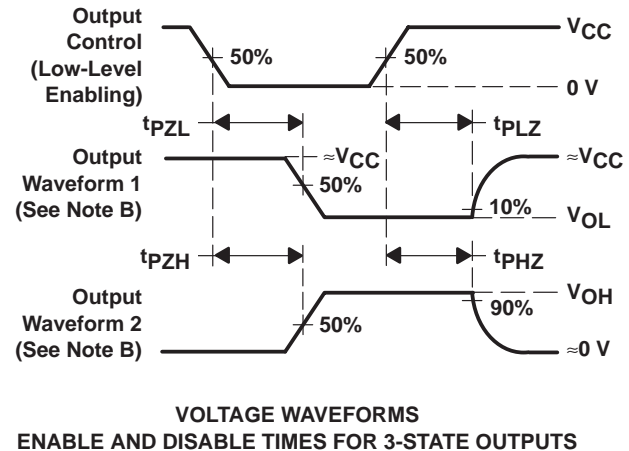 Output
Control
(Low-Level
Enabling)
50%
50%
VCC
0 V
tPZL
tPLZ
Output
Waveform 1
(See Note B)
≈VCC
50%
≈VCC
10%
VOL
tPZH
tPHZ
Output
Waveform 2
(See Note B)
50%
VOH
90%
≈0 V
VOLTAGE WAVEFORMS
ENABLE AND DISABLE TIMES FOR 3-STATE OUTPUTS